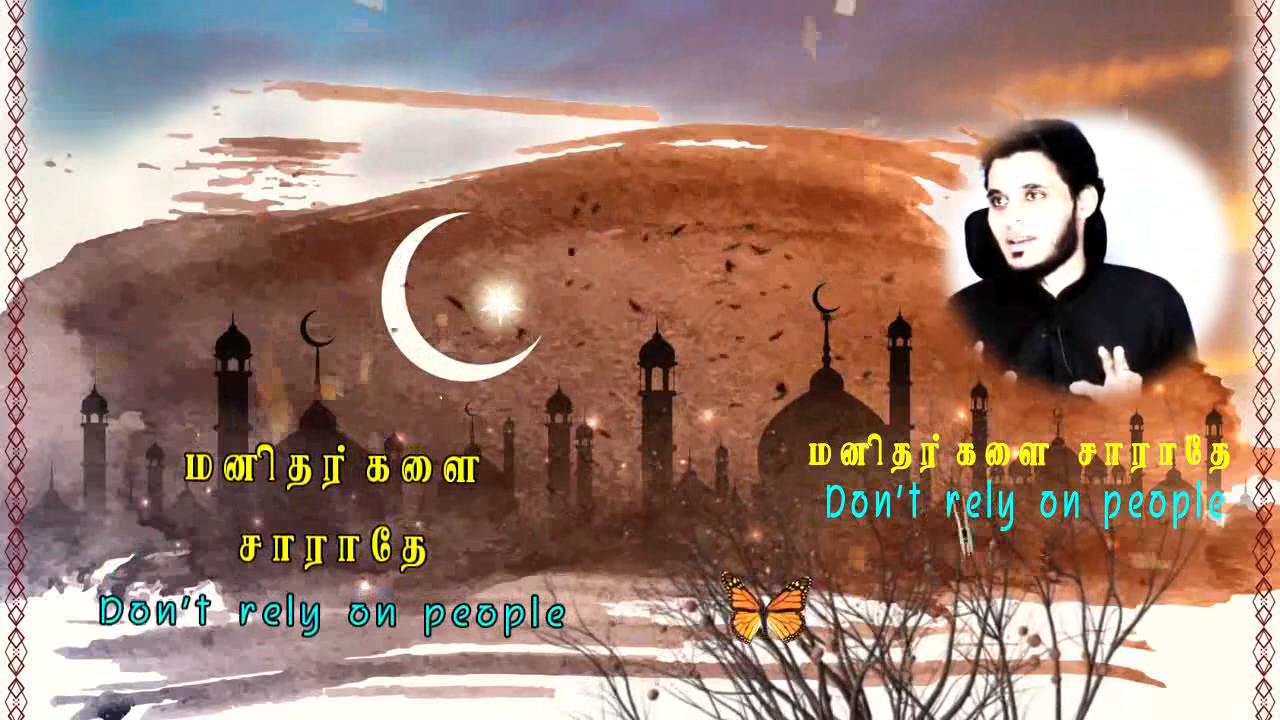 மனிதர்களை
சாராதே
Don't rely on people
மனிதர்களை சாராதே
Don't rely on people